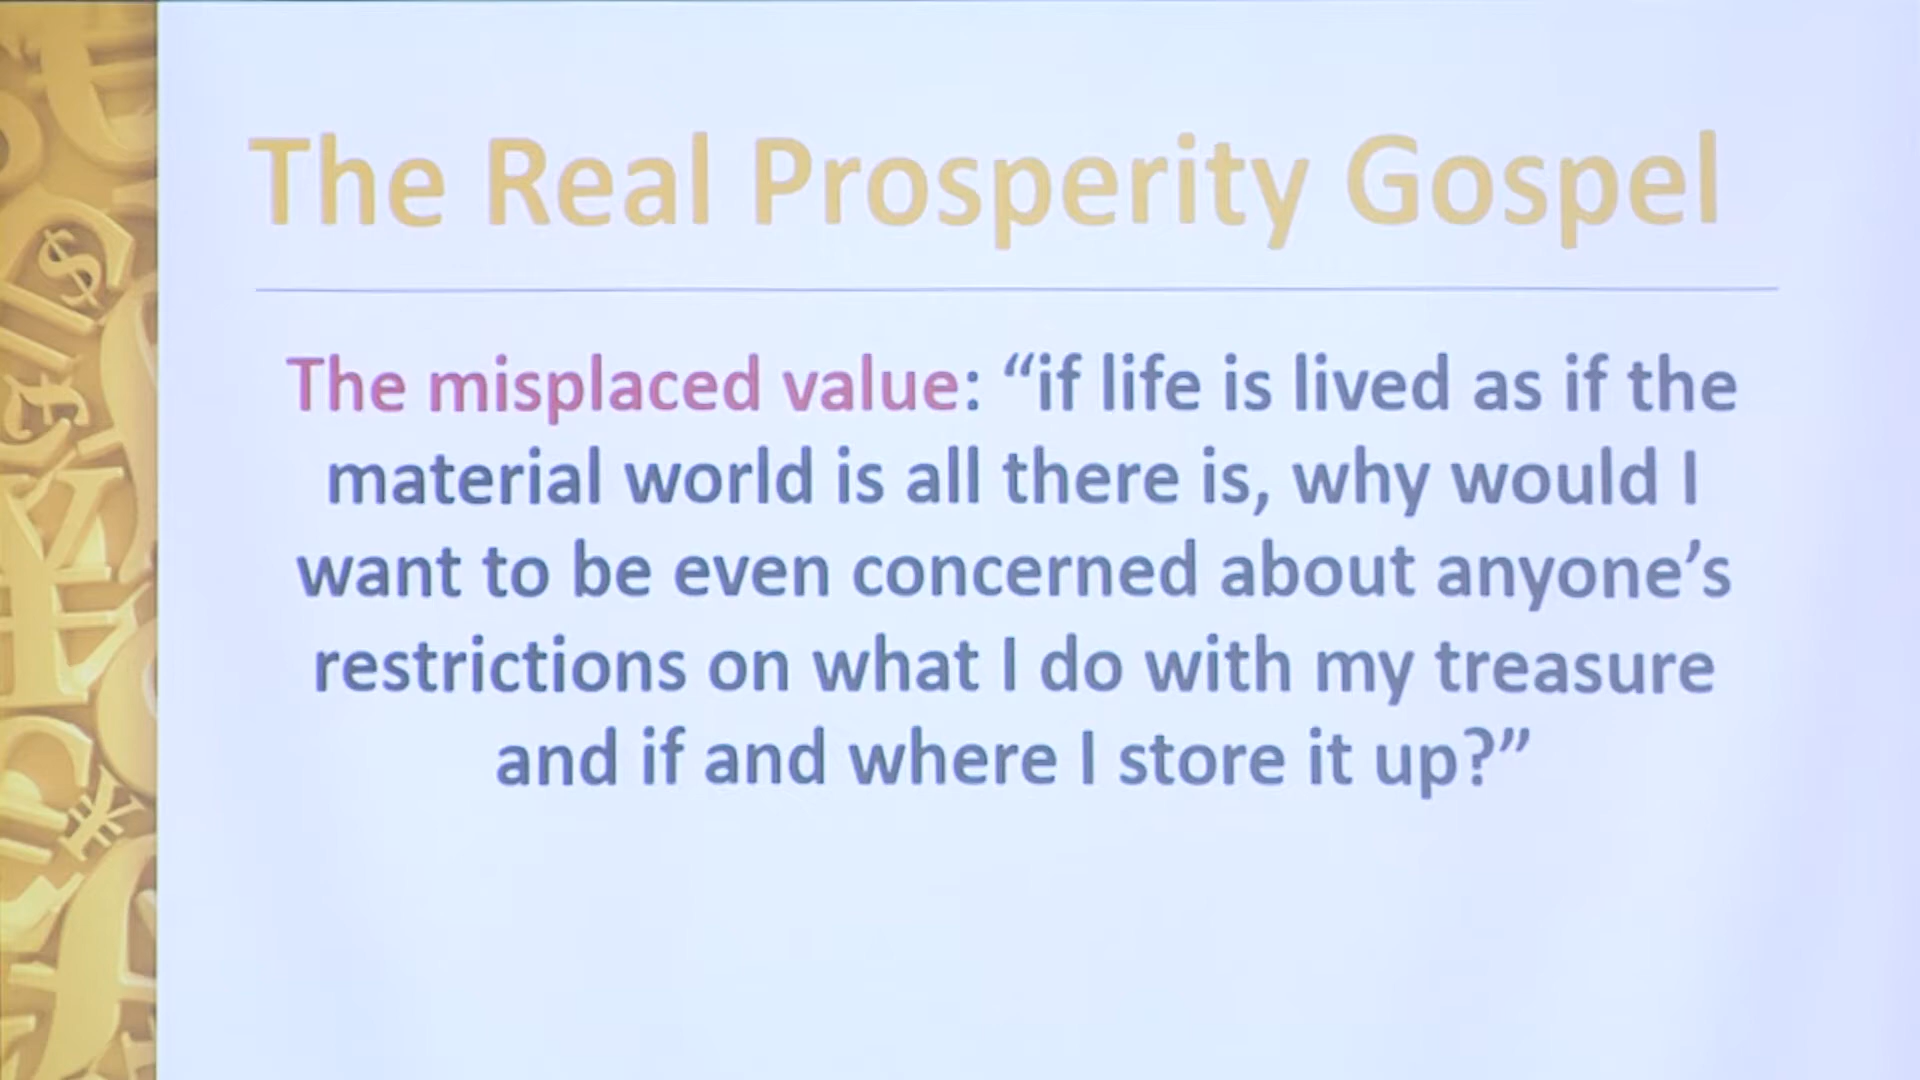 The Real Prosperity Gospel
The misplaced value: “if life is lived as if the
material world is all there is, why would I
want to be even concerned about anyone’s
restrictions on what I do with my treasure
and if and where I store it up?”